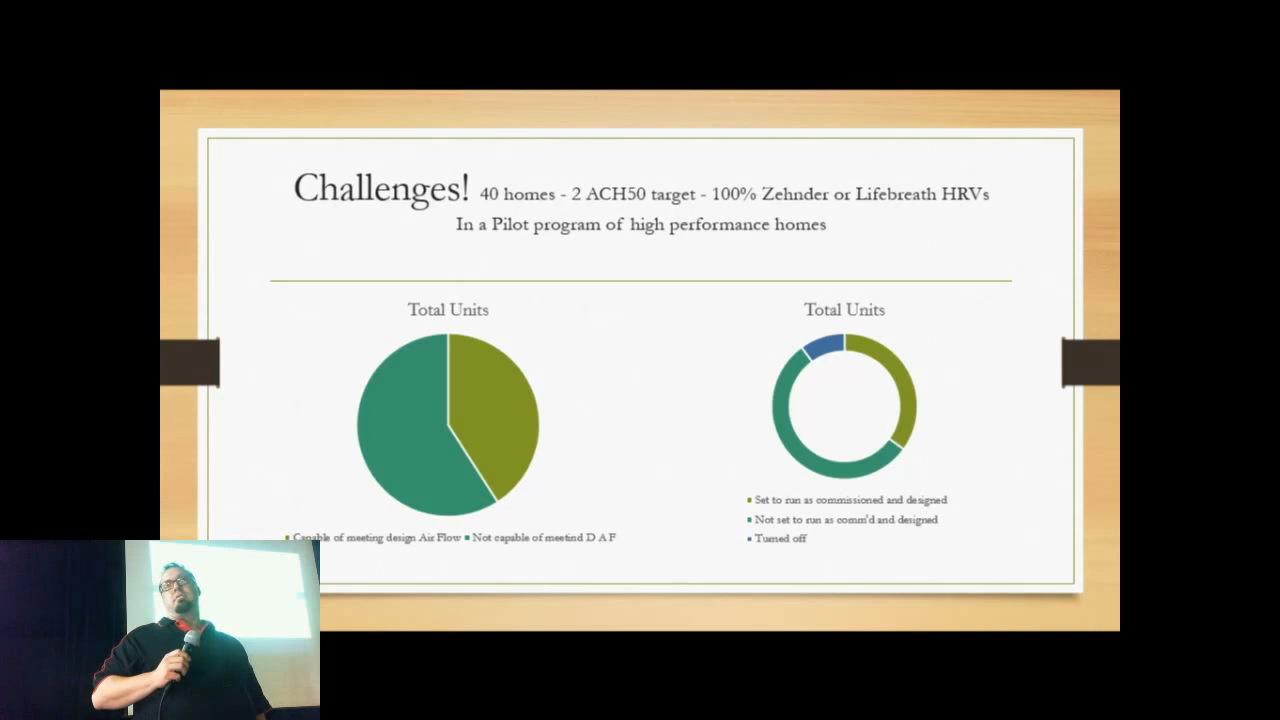 Challenges! 40 homes - 2 ACH50 target - 100% Zehnder or Lifebreath HRVs
In a Pilot program of high performance homes
Total Units
Capable of meeting design Air Flow Not capable of meetind D A F
Total Units
Set to run as commissioned and designed
Not set to run as comm'd and designed
Turned off